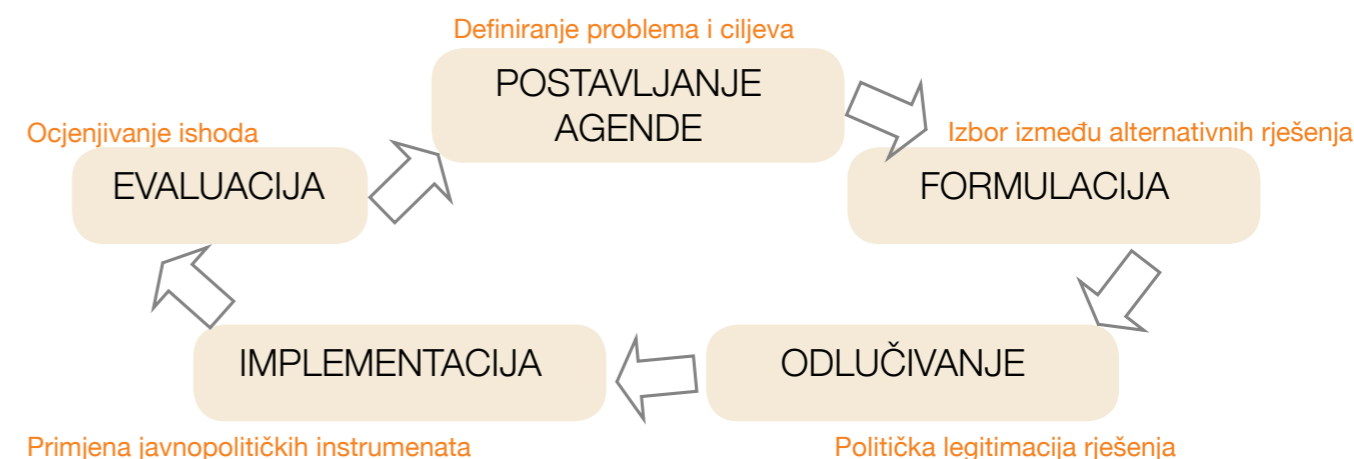 Definiranje problema i ciljeva
POSTAVLJANJE
AGENDE
Ocjenjivanje ishoda
EVALUACIJA
Izbor između alternativnih rješenja
FORMULACIJA
IMPLEMENTACIJA
ODLUČIVANJE
Primjena javnopolitičkih instrumenata
Politička legitimacija rješenja